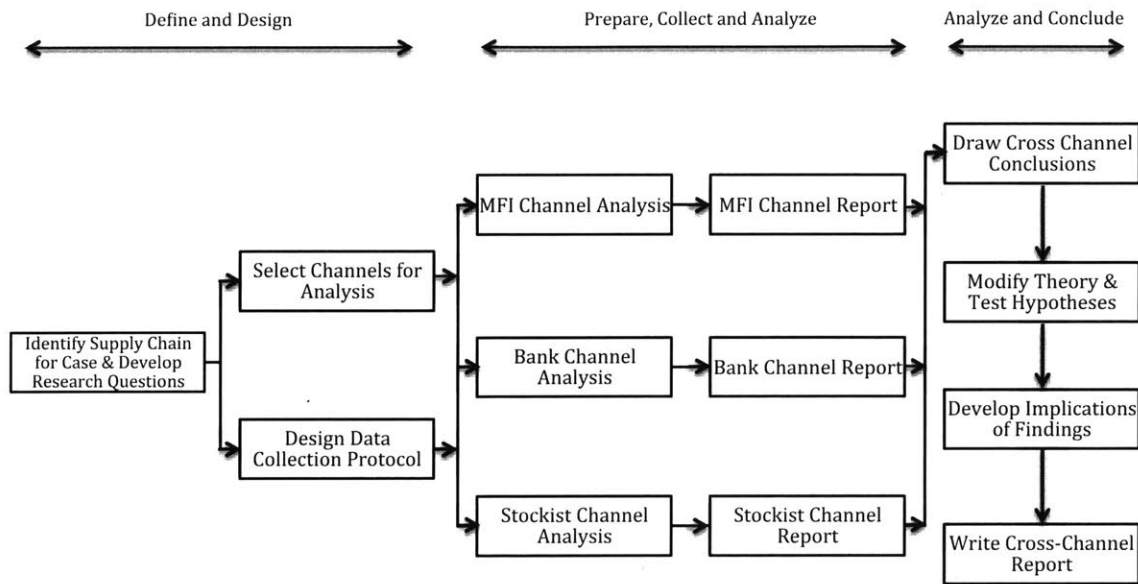 Define and Design
Prepare, Collect and Analyze
Analyze and Conclude
Identify Supply Chain
for Case & Develop
Research Questions
Select Channels for
Analysis
Design Data
Collection Protocol
MFI Channel Analysis
MFI Channel Report
Bank Channel
Analysis
Bank Channel Report
Stockist Channel
Analysis
Stockist Channel
Report
Draw Cross Channel
Conclusions
Modify Theory &
Test Hypotheses
Develop Implications
of Findings
Write Cross-Channel
Report